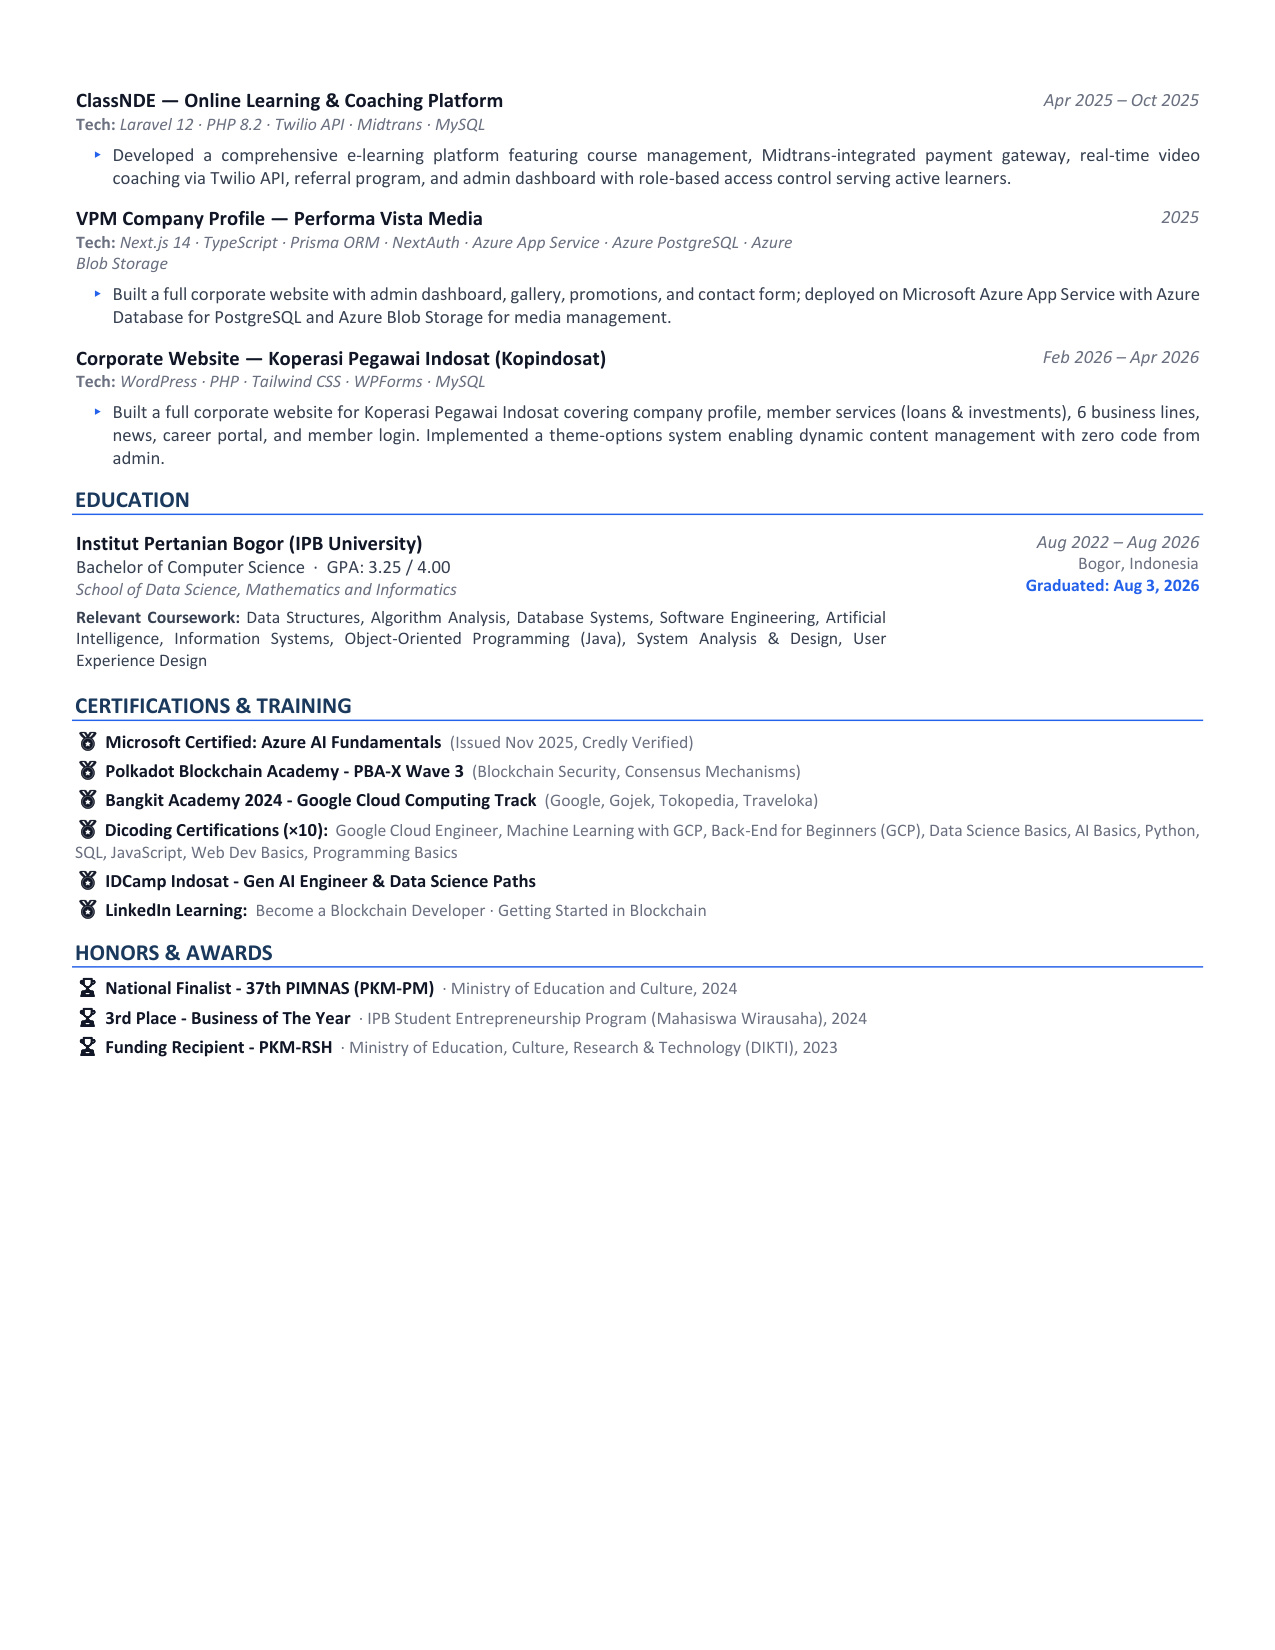 ClassNDE — Online Learning & Coaching Platform Apr 2025 – Oct 2025
Tech: Laravel 12 · PHP 8.2 · Twilio API · Midtrans · MySQL
‣ Developed a comprehensive e-learning platform featuring course management, Midtrans-integrated payment gateway, real-time video
coaching via Twilio API, referral program, and admin dashboard with role-based access control serving active learners.
VPM Company Profile — Performa Vista Media 2025
Tech: Next.js 14 · TypeScript · Prisma ORM · NextAuth · Azure App Service · Azure PostgreSQL · Azure
Blob Storage
‣ Built a full corporate website with admin dashboard, gallery, promotions, and contact form; deployed on Microsoft Azure App Service with Azure
Database for PostgreSQL and Azure Blob Storage for media management.
Corporate Website — Koperasi Pegawai Indosat (Kopindosat) Feb 2026 – Apr 2026
Tech: WordPress · PHP · Tailwind CSS · WPForms · MySQL
‣ Built a full corporate website for Koperasi Pegawai Indosat covering company profile, member services (loans & investments), 6 business lines,
news, career portal, and member login. Implemented a theme-options system enabling dynamic content management with zero code from
admin.
EDUCATION
Institut Pertanian Bogor (IPB University) Aug 2022 – Aug 2026
Bachelor of Computer Science · GPA: 3.25 / 4.00 Bogor, Indonesia
School of Data Science, Mathematics and Informatics Graduated: Aug 3, 2026
Relevant Coursework: Data Structures, Algorithm Analysis, Database Systems, Software Engineering, Artificial
Intelligence, Information Systems, Object-Oriented Programming (Java), System Analysis & Design, User
Experience Design
CERTIFICATIONS & TRAINING
Microsoft Certified: Azure AI Fundamentals (Issued Nov 2025, Credly Verified)
Polkadot Blockchain Academy - PBA-X Wave 3 (Blockchain Security, Consensus Mechanisms)
Bangkit Academy 2024 - Google Cloud Computing Track (Google, Gojek, Tokopedia, Traveloka)
Dicoding Certifications (×10): Google Cloud Engineer, Machine Learning with GCP, Back-End for Beginners (GCP), Data Science Basics, AI Basics, Python,
SQL, JavaScript, Web Dev Basics, Programming Basics
IDCamp Indosat - Gen AI Engineer & Data Science Paths
LinkedIn Learning: Become a Blockchain Developer · Getting Started in Blockchain
HONORS & AWARDS
National Finalist - 37th PIMNAS (PKM-PM) · Ministry of Education and Culture, 2024
3rd Place - Business of The Year · IPB Student Entrepreneurship Program (Mahasiswa Wirausaha), 2024
Funding Recipient - PKM-RSH · Ministry of Education, Culture, Research & Technology (DIKTI), 2023